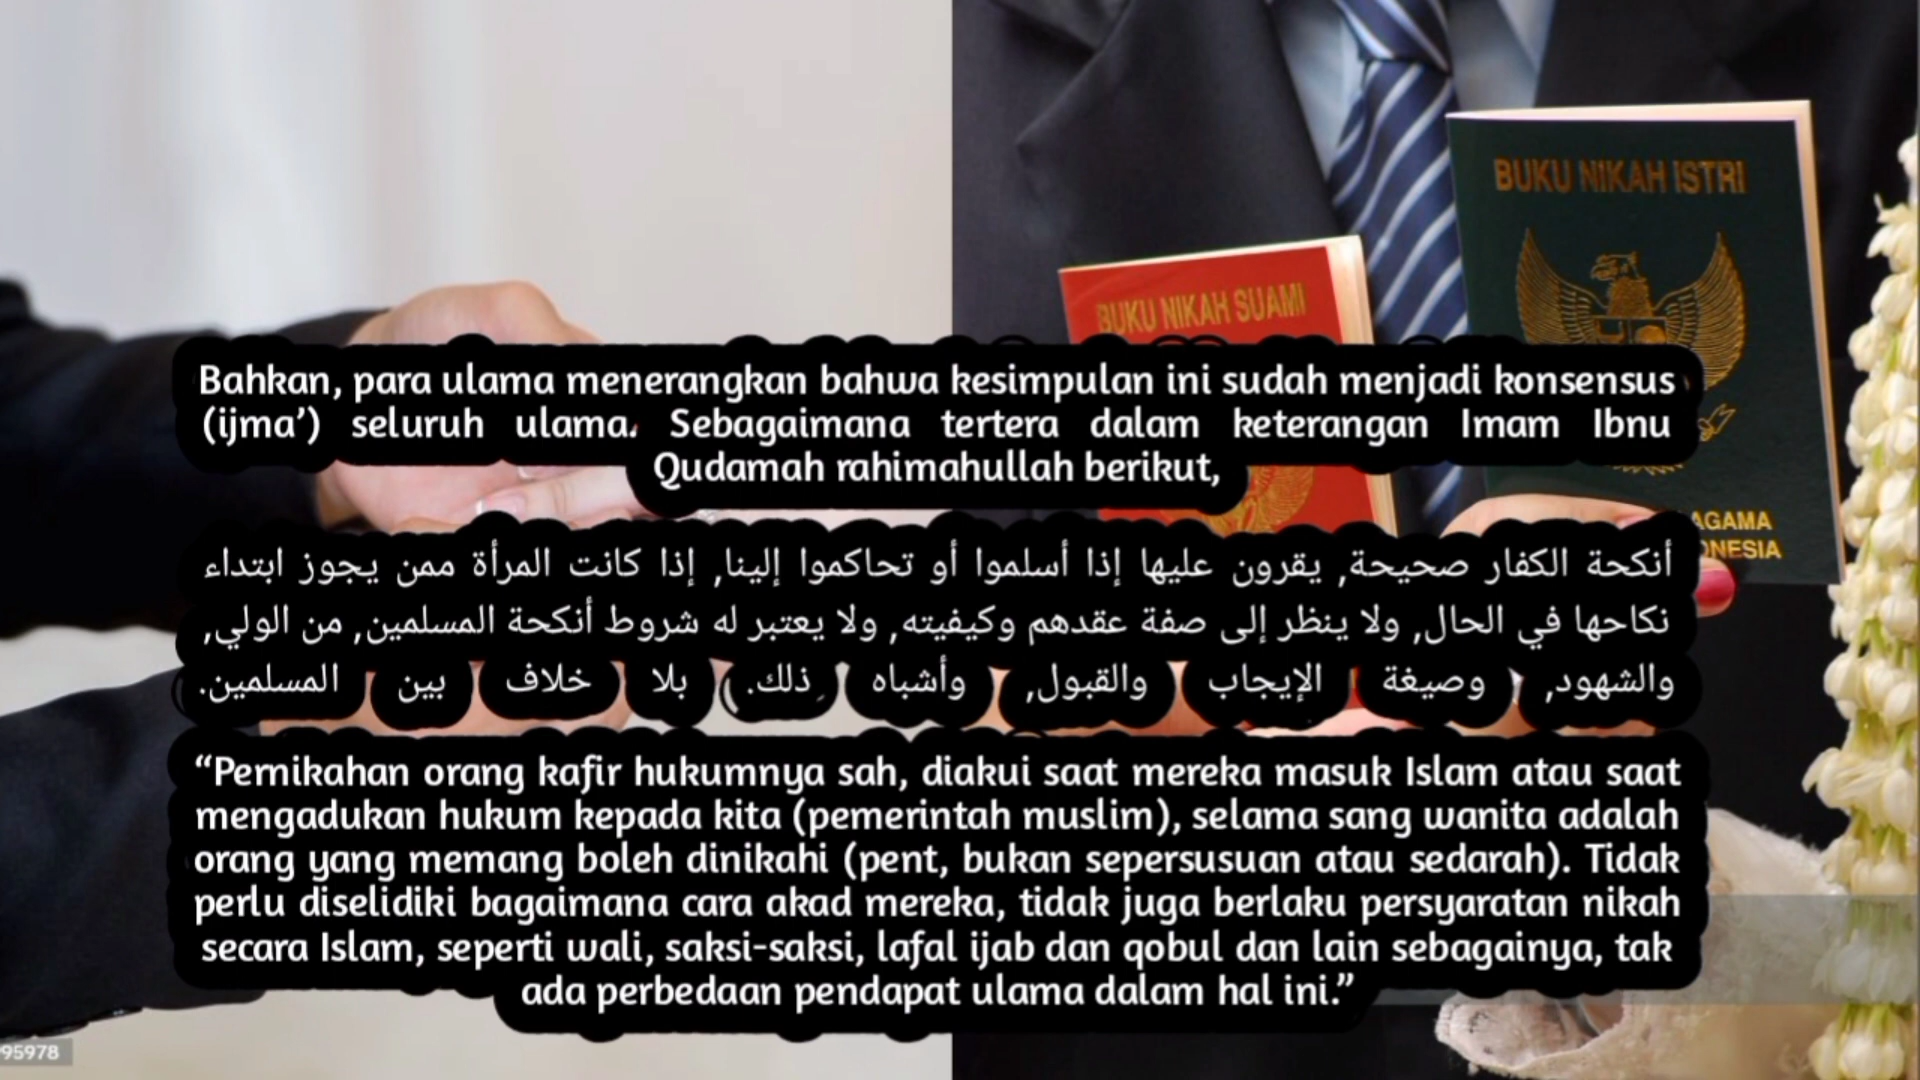 BUKU NIKAH ISTRI
BUKU NIKAH SUAMI
Bahkan, para ulama menerangkan bahwa kesimpulan ini sudah menjadi konsensus
(ijma’) seluruh ulama. Sebagaimana tertera dalam keterangan Imam Ibnu
Qudamah rahimahullah berikut,
AGAMA
ONESIA
أنكحة الكفار صحيحة, يقرون عليها إذا أسلموا أو تحاكموا إلينا, إذا كانت المرأة ممن يجوز ابتداء
نكاحها في الحال, ولا ينظر إلى صفة عقدهم وكيفيته, ولا يعتبر له شروط أنكحة المسلمين, من الولي,
والشهود, وصيغة الإيجاب والقبول, وأشباه ذلك. بلا خلاف بين المسلمين.
“Pernikahan orang kafir hukumnya sah, diakui saat mereka masuk Islam atau saat
mengadukan hukum kepada kita (pemerintah muslim), selama sang wanita adalah
orang yang memang boleh dinikahi (pent, bukan sepersusuan atau sedarah). Tidak
perlu diselidiki bagaimana cara akad mereka, tidak juga berlaku persyaratan nikah
secara Islam, seperti wali, saksi-saksi, lafal ijab dan qobul dan lain sebagainya, tak
ada perbedaan pendapat ulama dalam hal ini.”
95978